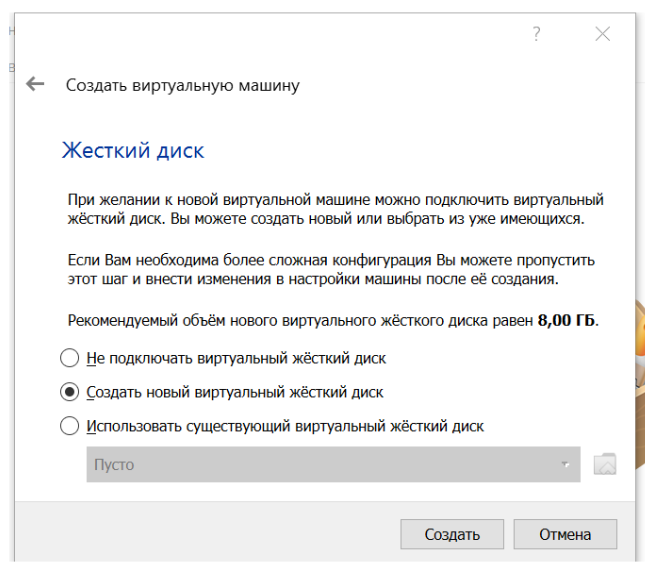 ?
Создать виртуальную машину
Жесткий диск
При желании к новой виртуальной машине можно подключить виртуальный
жёсткий диск. Вы можете создать новый или выбрать из уже имеющихся.
Если Вам необходима более сложная конфигурация Вы можете пропустить
этот шаг и внести изменения в настройки машины после её создания.
Рекомендуемый объём нового виртуального жёсткого диска равен 8,00 ГБ.
Не подключать виртуальный жёсткий диск
Создать новый виртуальный жёсткий диск
Использовать существующий виртуальный жёсткий диск
Пусто
Создать Отмена